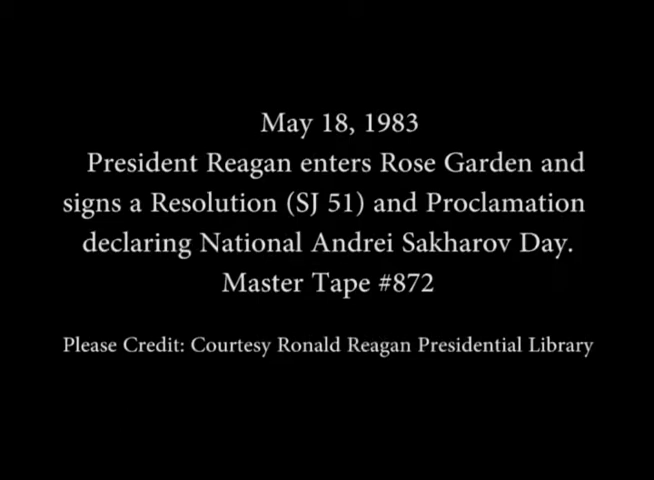 May 18, 1983
President Reagan enters Rose Garden and
signs a Resolution (SJ 51) and Proclamation
declaring National Andrei Sakharov Day.
Master Tape #872
Please Credit: Courtesy Ronald Reagan Presidential Library